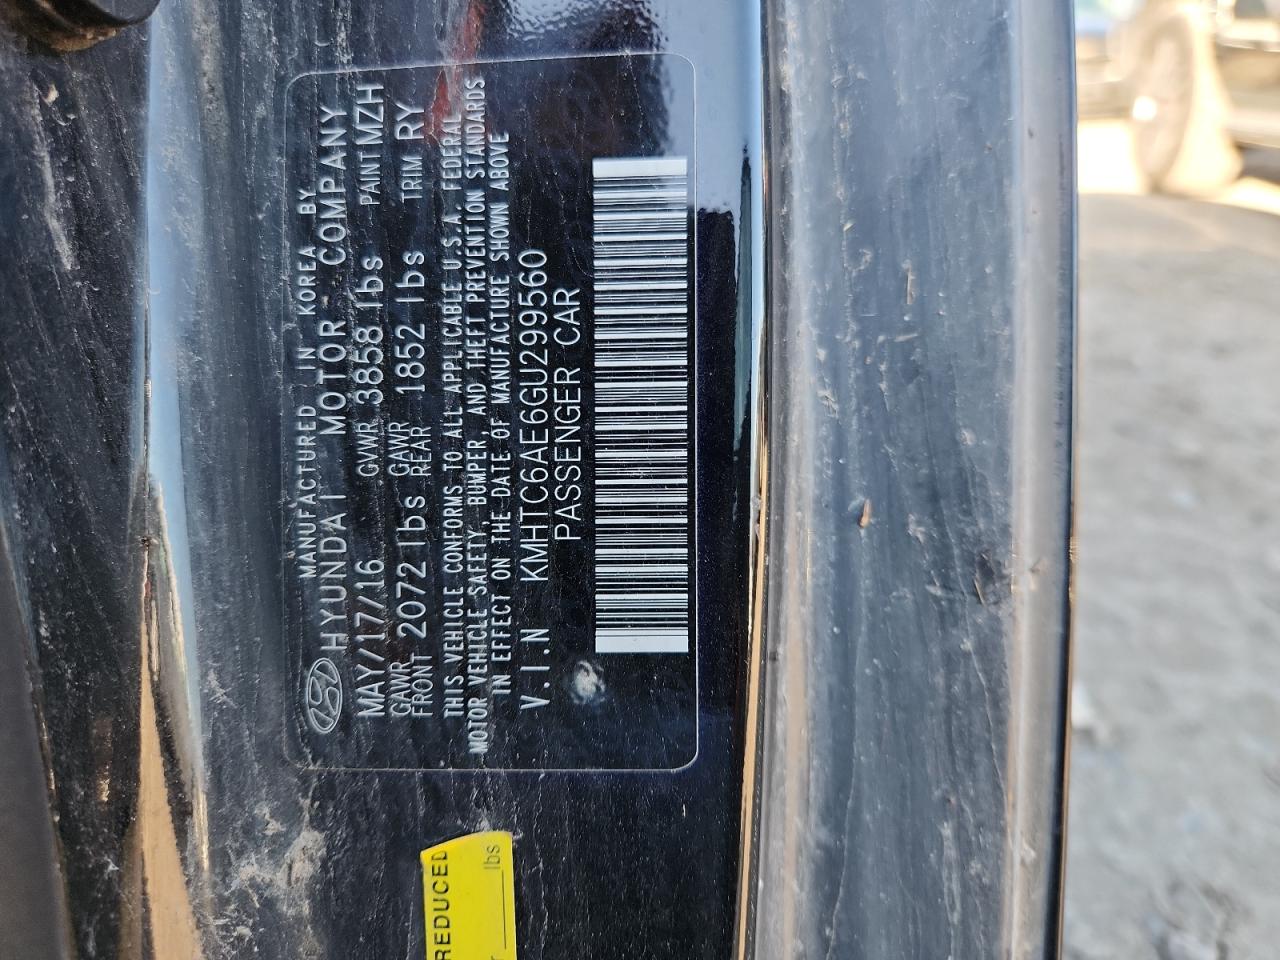 MANUFACTURED IN KOREA BY
HYUNDAI MOTOR COMPANY
MAY/17/16 GVWR 3858 lbs PAINT MZH
GAWR FRONT 2072 lbs GAWR REAR 1852 lbs TRIM RY
THIS VEHICLE CONFORMS TO ALL APPLICABLE U.S.A. FEDERAL
MOTOR VEHICLE SAFETY, BUMPER, AND THEFT PREVENTION STANDARDS
IN EFFECT ON THE DATE OF MANUFACTURE SHOWN ABOVE
V.I.N KMHTC6AE6GU299560
PASSENGER CAR
REDUCED
lbs